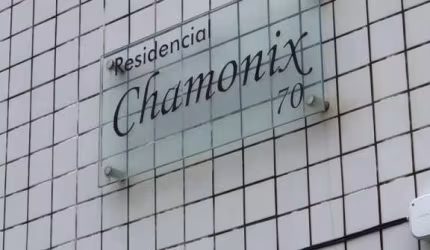 Residencial
Chamonix
70